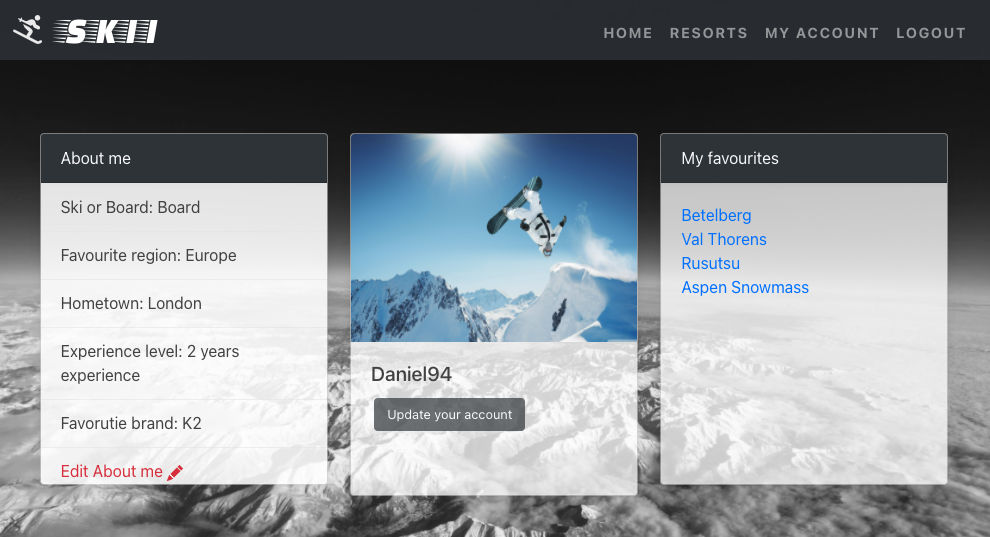 SKII
HOME RESORTS MY ACCOUNT LOGOUT
About me
Ski or Board: Board
Favourite region: Europe
Hometown: London
Experience level: 2 years
experience
Favorutie brand: K2
Edit About me
Daniel94
Update your account
My favourites
Betelberg
Val Thorens
Rusutsu
Aspen Snowmass